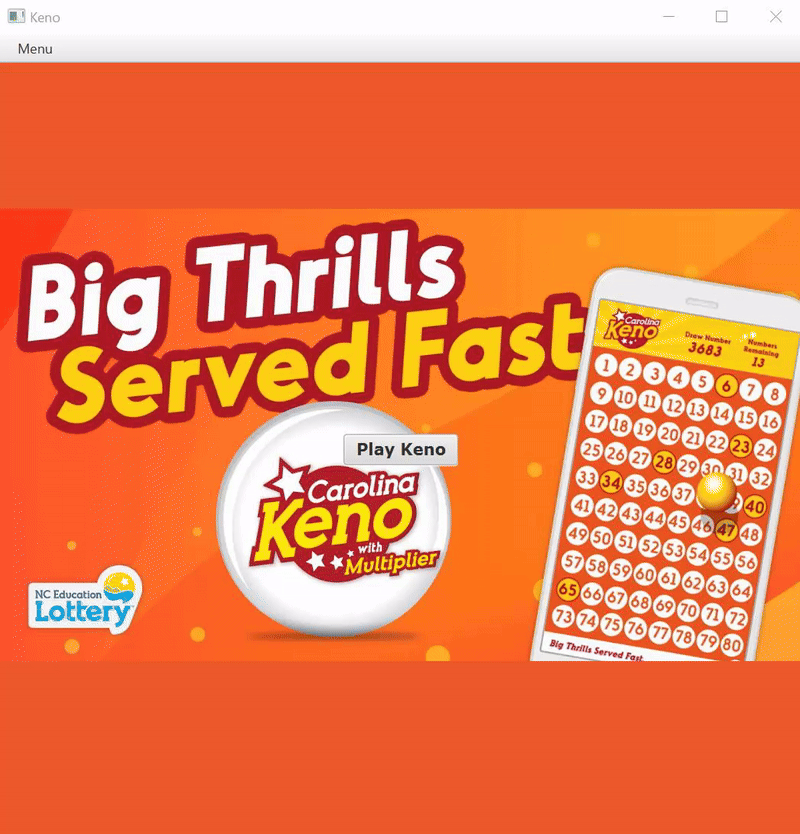 Keno
Menu
Big Thrills
Served Fast
Play Keno
Carolina
Keno
with
Multiplier
NC Education
Lottery
Carolina
Keno
Draw Number
3683
Numbers
Remaining
13
1 2 3 4 5 6 7 8
9 10 11 12 13 14 15 16
17 18 19 20 21 22 23 24
25 26 27 28 29 30 31 32
33 34 35 36 37 40
41 42 43 44 45 46 47 48
49 50 51 52 53 54 55 56
57 58 59 60 61 62 63 64
65 66 67 68 69 70 71 72
73 74 75 76 77 78 79 80
Big Thrills Served Fast